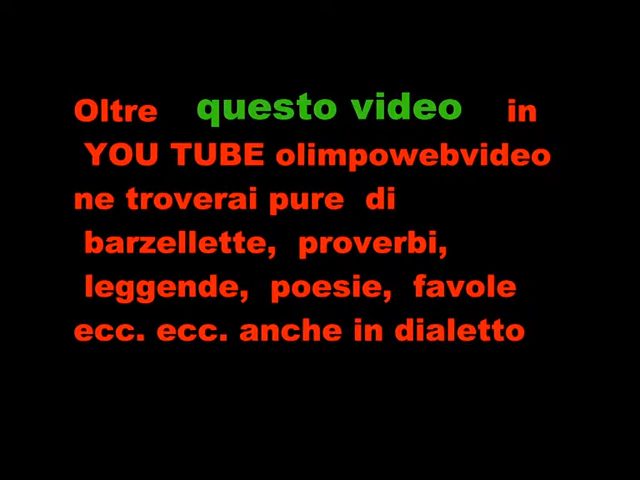 Oltre questo video in
YOU TUBE olimpowebvideo
ne troverai pure di
barzellette, proverbi,
leggende, poesie, favole
ecc. ecc. anche in dialetto